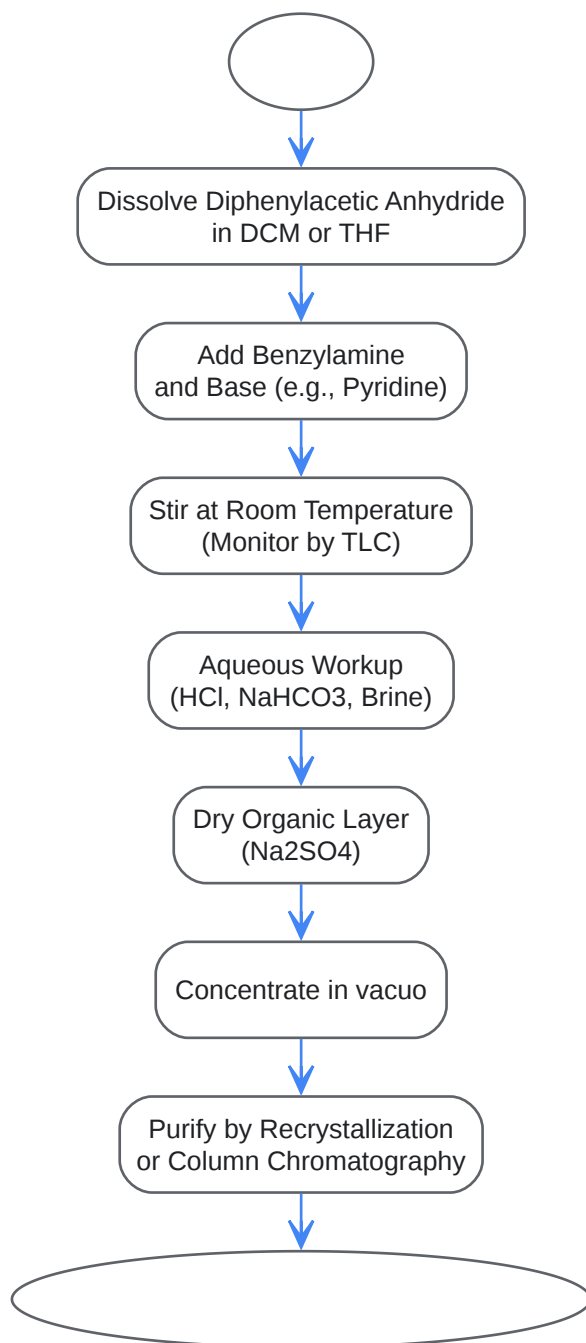 Dissolve Diphenylacetic Anhydride
in DCM or THF
Add Benzylamine
and Base (e.g., Pyridine)
Stir at Room Temperature
(Monitor by TLC)
Aqueous Workup
(HCl, NaHCO3, Brine)
Dry Organic Layer
(Na2SO4)
Concentrate in vacuo
Purify by Recrystallization
or Column Chromatography